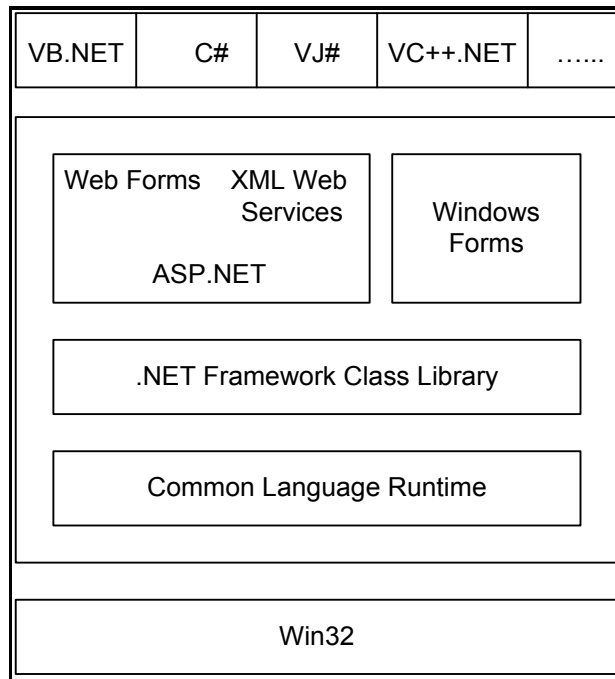 VB.NET C# VJ# VC++.NET …...
Web Forms XML Web
Services
ASP.NET
Windows
Forms
.NET Framework Class Library
Common Language Runtime
Win32